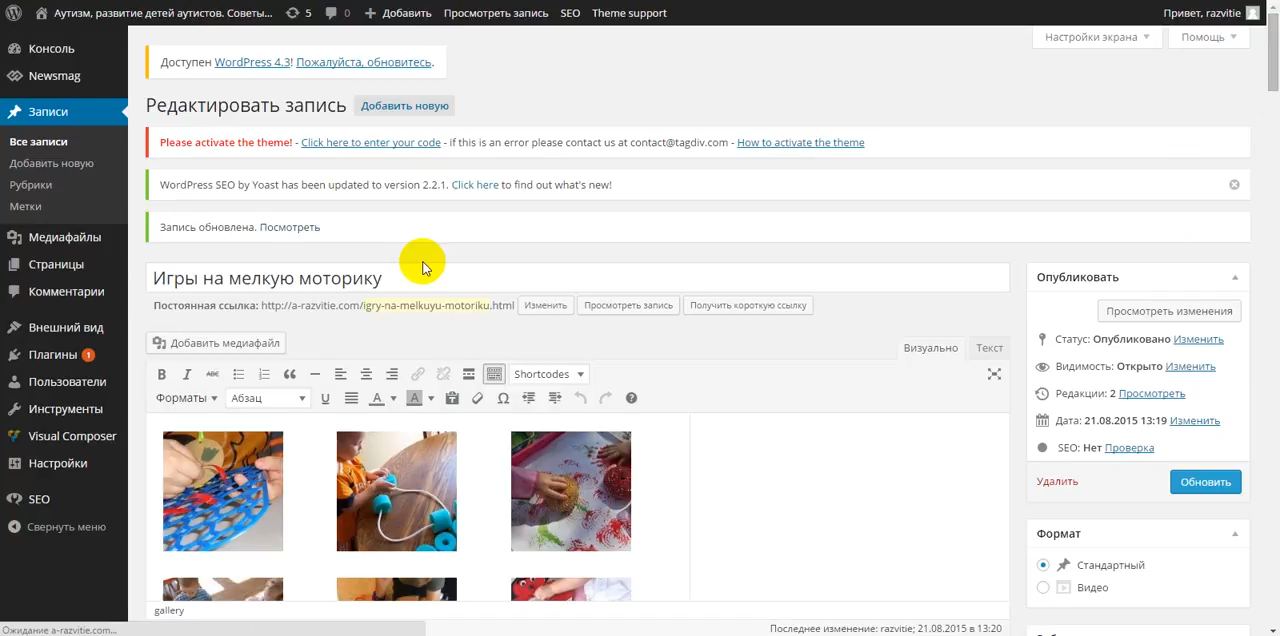 Аутизм, развитие детей аутистов. Советы... 5 0 Добавить Просмотреть запись SEO Theme support Привет, razvitie
Консоль
Newsmag
Записи
Все записи
Добавить новую
Рубрики
Метки
Медиафайлы
Страницы
Комментарии
Внешний вид
Плагины 1
Пользователи
Инструменты
Visual Composer
Настройки
SEO
Свернуть меню
Настройки экрана Помощь
Доступен WordPress 4.3! Пожалуйста, обновитесь.
Редактировать запись Добавить новую
Please activate the theme! - Click here to enter your code - if this is an error please contact us at contact@tagdiv.com - How to activate the theme
WordPress SEO by Yoast has been updated to version 2.2.1. Click here to find out what's new!
Запись обновлена. Посмотреть
Игры на мелкую моторику
Постоянная ссылка: http://a-razvitie.com/igry-na-melkuyu-motoriku.html Изменить Просмотреть запись Получить короткую ссылку
Добавить медиафайл Визуально Текст
B I ABC Shortcodes
Форматы Абзац U A A Ω
gallery
Последнее изменение: razvitie; 21.08.2015 в 13:20
Опубликовать
Просмотреть изменения
Статус: Опубликовано Изменить
Видимость: Открыто Изменить
Редакции: 2 Просмотреть
Дата: 21.08.2015 13:19 Изменить
SEO: Нет Проверка
Удалить Обновить
Формат
Стандартный
Видео
Ожидание a-razvitie.com...